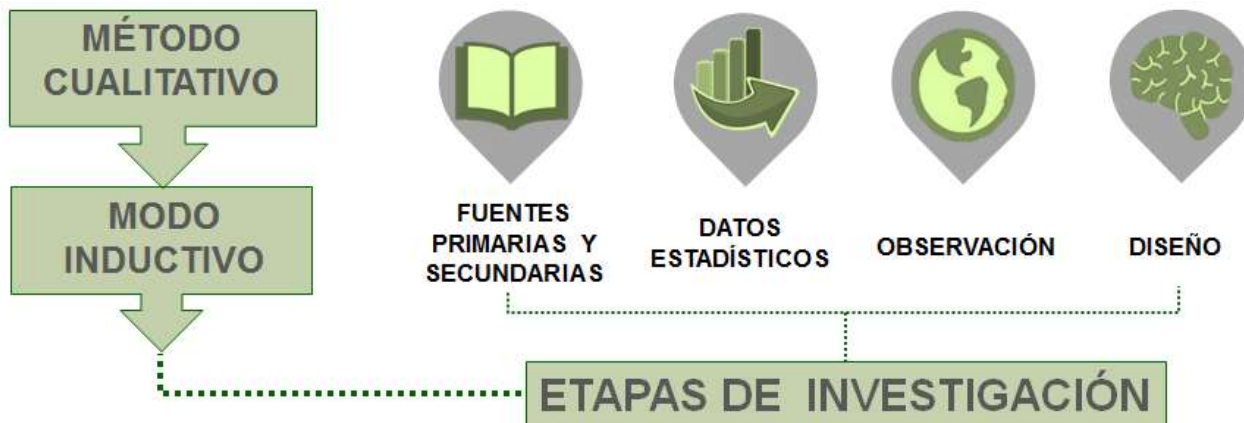 MÉTODO
CUALITATIVO
MODO
INDUCTIVO
FUENTES
PRIMARIAS Y
SECUNDARIAS
DATOS
ESTADÍSTICOS
OBSERVACIÓN
DISEÑO
ETAPAS DE INVESTIGACIÓN